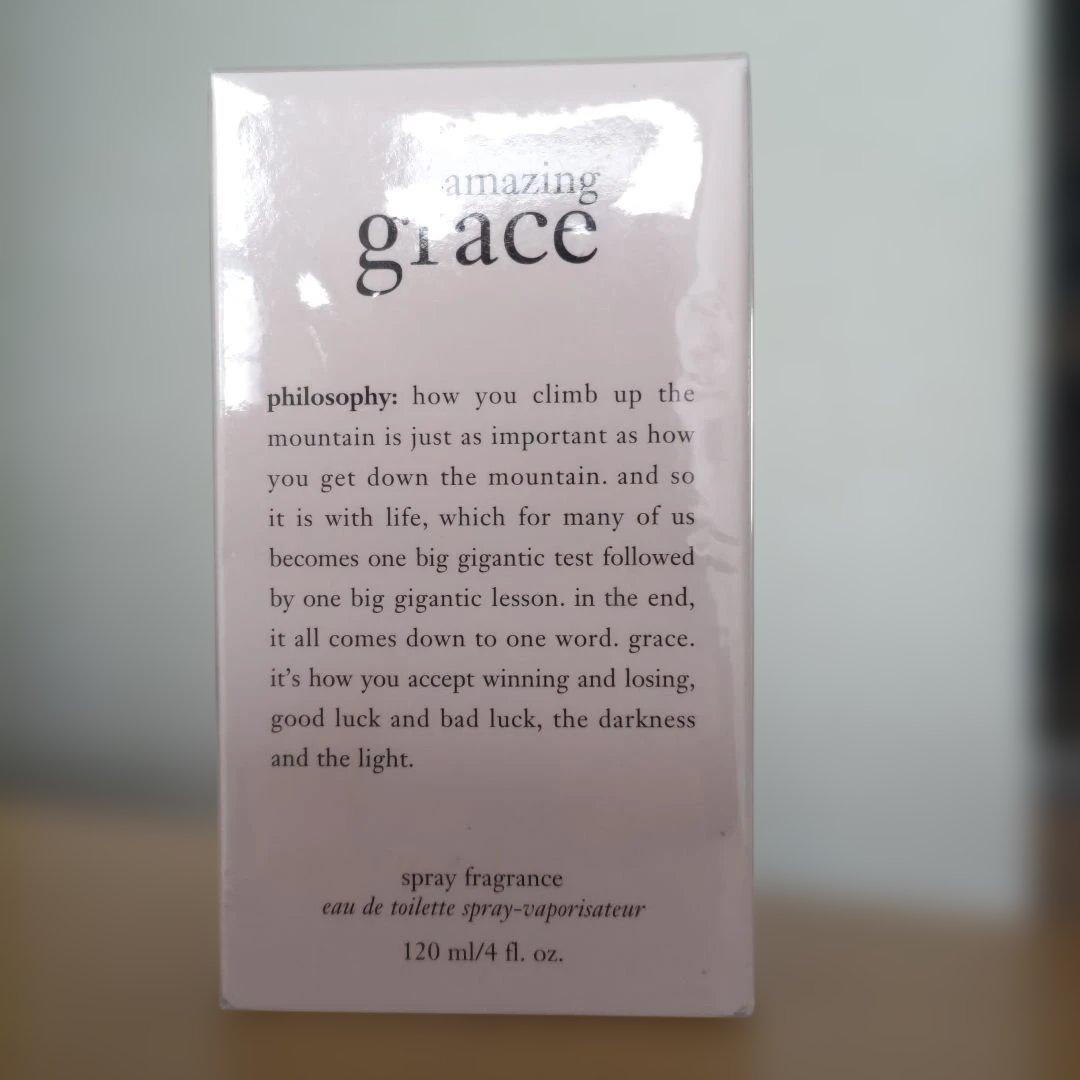 amazing
grace
philosophy: how you climb up the
mountain is just as important as how
you get down the mountain. and so
it is with life, which for many of us
becomes one big gigantic test followed
by one big gigantic lesson. in the end,
it all comes down to one word. grace.
it's how you accept winning and losing,
good luck and bad luck, the darkness
and the light.
spray fragrance
eau de toilette spray-vaporisateur
120 ml/4 fl. oz.